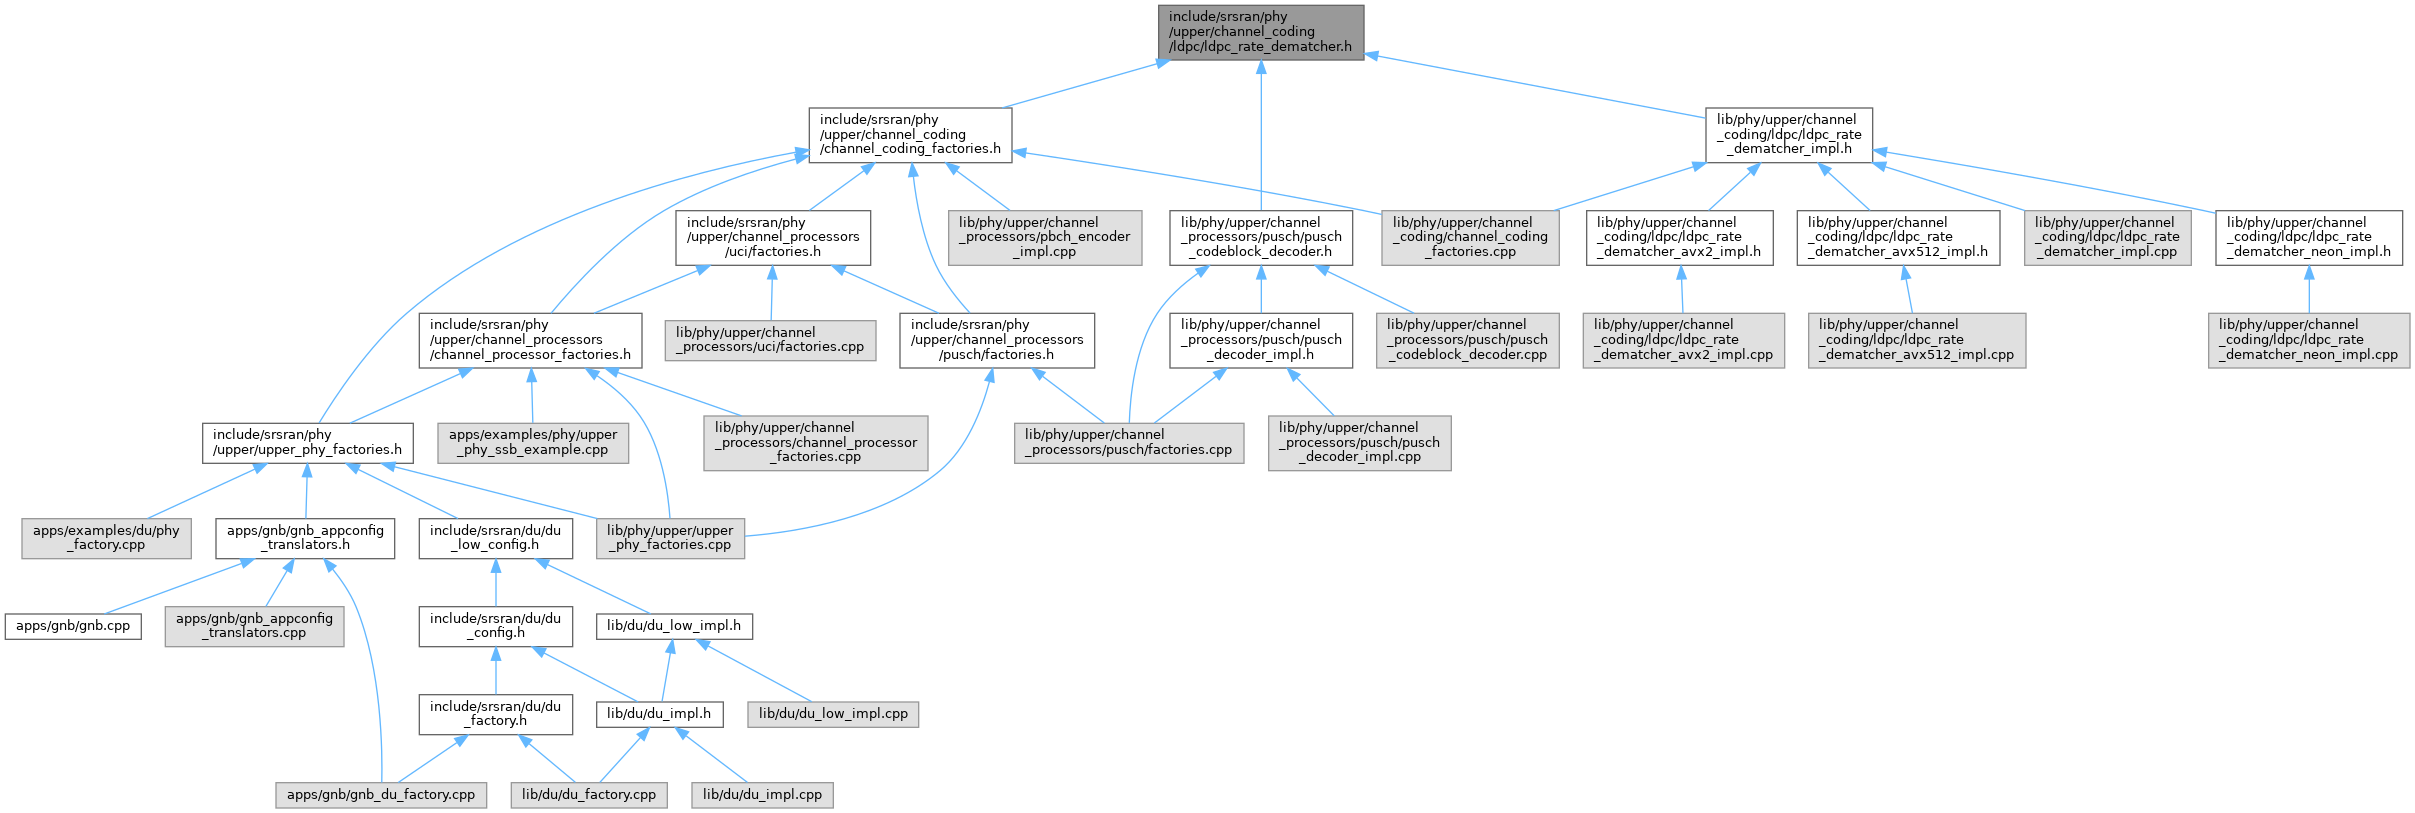 include/srsran/phy
/upper/channel_coding
/ldpc/ldpc_rate_dematcher.h
include/srsran/phy
/upper/channel_coding
/channel_coding_factories.h
lib/phy/upper/channel
_coding/ldpc/ldpc_rate
_dematcher_impl.h
include/srsran/phy
/upper/channel_processors
/uci/factories.h
lib/phy/upper/channel
_processors/pbch_encoder
_impl.cpp
lib/phy/upper/channel
_processors/pusch/pusch
_codeblock_decoder.h
lib/phy/upper/channel
_coding/channel_coding
_factories.cpp
lib/phy/upper/channel
_coding/ldpc/ldpc_rate
_dematcher_avx2_impl.h
lib/phy/upper/channel
_coding/ldpc/ldpc_rate
_dematcher_avx512_impl.h
lib/phy/upper/channel
_coding/ldpc/ldpc_rate
_dematcher_impl.cpp
lib/phy/upper/channel
_coding/ldpc/ldpc_rate
_dematcher_neon_impl.h
include/srsran/phy
/upper/channel_processors
/channel_processor_factories.h
lib/phy/upper/channel
_processors/uci/factories.cpp
include/srsran/phy
/upper/channel_processors
/pusch/factories.h
lib/phy/upper/channel
_processors/pusch/pusch
_decoder_impl.h
lib/phy/upper/channel
_processors/pusch/pusch
_codeblock_decoder.cpp
lib/phy/upper/channel
_coding/ldpc/ldpc_rate
_dematcher_avx2_impl.cpp
lib/phy/upper/channel
_coding/ldpc/ldpc_rate
_dematcher_avx512_impl.cpp
lib/phy/upper/channel
_coding/ldpc/ldpc_rate
_dematcher_neon_impl.cpp
include/srsran/phy
/upper/upper_phy_factories.h
apps/examples/phy/upper
_phy_ssb_example.cpp
lib/phy/upper/channel
_processors/channel_processor
_factories.cpp
lib/phy/upper/channel
_processors/pusch/factories.cpp
lib/phy/upper/channel
_processors/pusch/pusch
_decoder_impl.cpp
apps/examples/du/phy
_factory.cpp
apps/gnb/gnb_appconfig
_translators.h
include/srsran/du/du
_low_config.h
lib/phy/upper/upper
_phy_factories.cpp
apps/gnb/gnb.cpp
apps/gnb/gnb_appconfig
_translators.cpp
include/srsran/du/du
_config.h
lib/du/du_low_impl.h
include/srsran/du/du
_factory.h
lib/du/du_impl.h
lib/du/du_low_impl.cpp
apps/gnb/gnb_du_factory.cpp
lib/du/du_factory.cpp
lib/du/du_impl.cpp